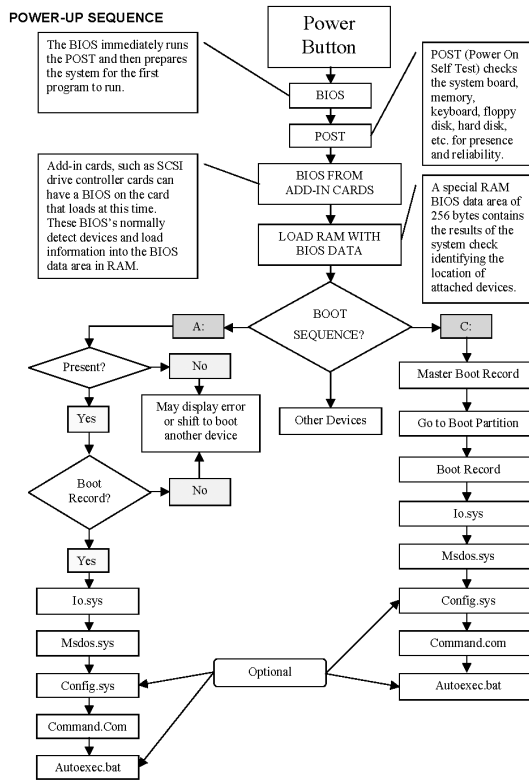 POWER-UP SEQUENCE
Power
Button
The BIOS immediately runs
the POST and then prepares
the system for the first
program to run.
POST (Power On
Self Test) checks
the system board,
memory,
keyboard, floppy
disk, hard disk,
etc. for presence
and reliability.
BIOS
POST
Add-in cards, such as SCSI
drive controller cards can
have a BIOS on the card
that loads at this time.
These BIOS's normally
detect devices and load
information into the BIOS
data area in RAM.
BIOS FROM
ADD-IN CARDS
A special RAM
BIOS data area of
256 bytes contains
the results of the
system check
identifying the
location of
attached devices.
LOAD RAM WITH
BIOS DATA
BOOT
SEQUENCE?
A:
C:
Present?
No
Yes
May display error
or shift to boot
another device
Boot
Record?
No
Yes
Io.sys
Msdos.sys
Config.sys
Command.Com
Autoexec.bat
Other Devices
Optional
Master Boot Record
Go to Boot Partition
Boot Record
Io.sys
Msdos.sys
Config.sys
Command.com
Autoexec.bat